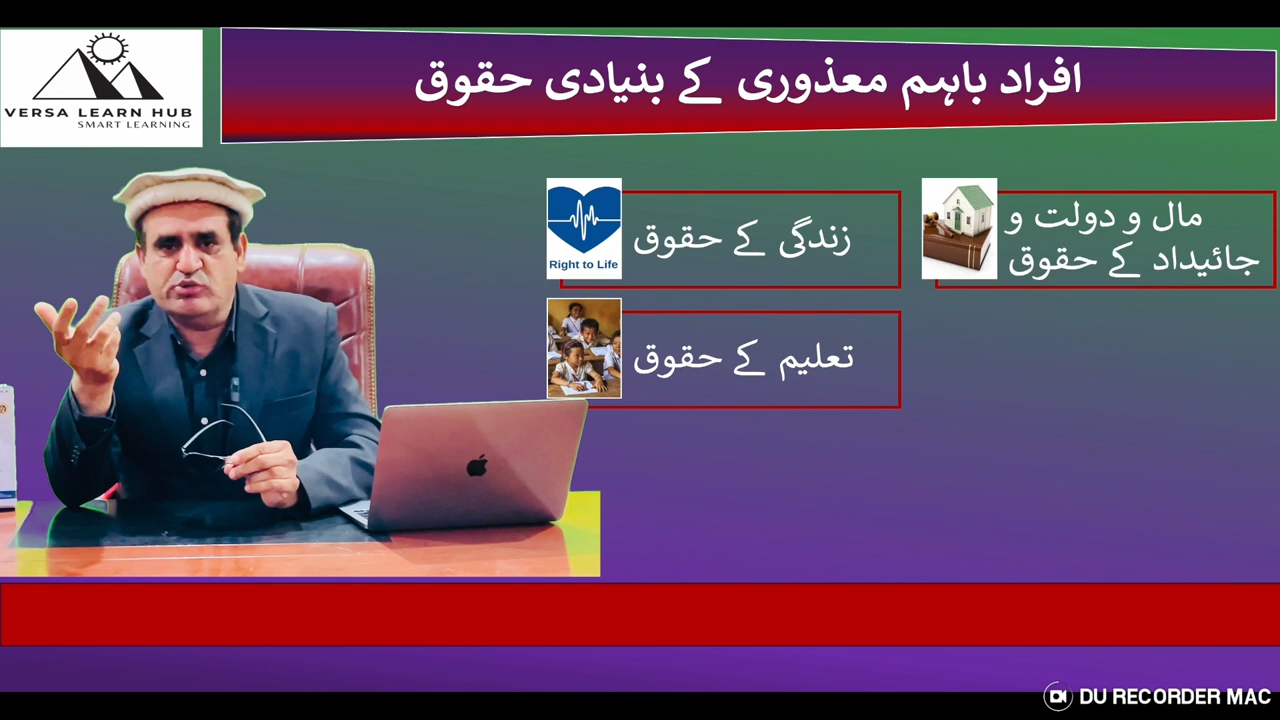 VERSA LEARN HUB
SMART LEARNING
افراد باہم معذوری کے بنیادی حقوق
Right to Life
زندگی کے حقوق
مال و دولت و
جائیداد کے حقوق
تعلیم کے حقوق
DU RECORDER MAC